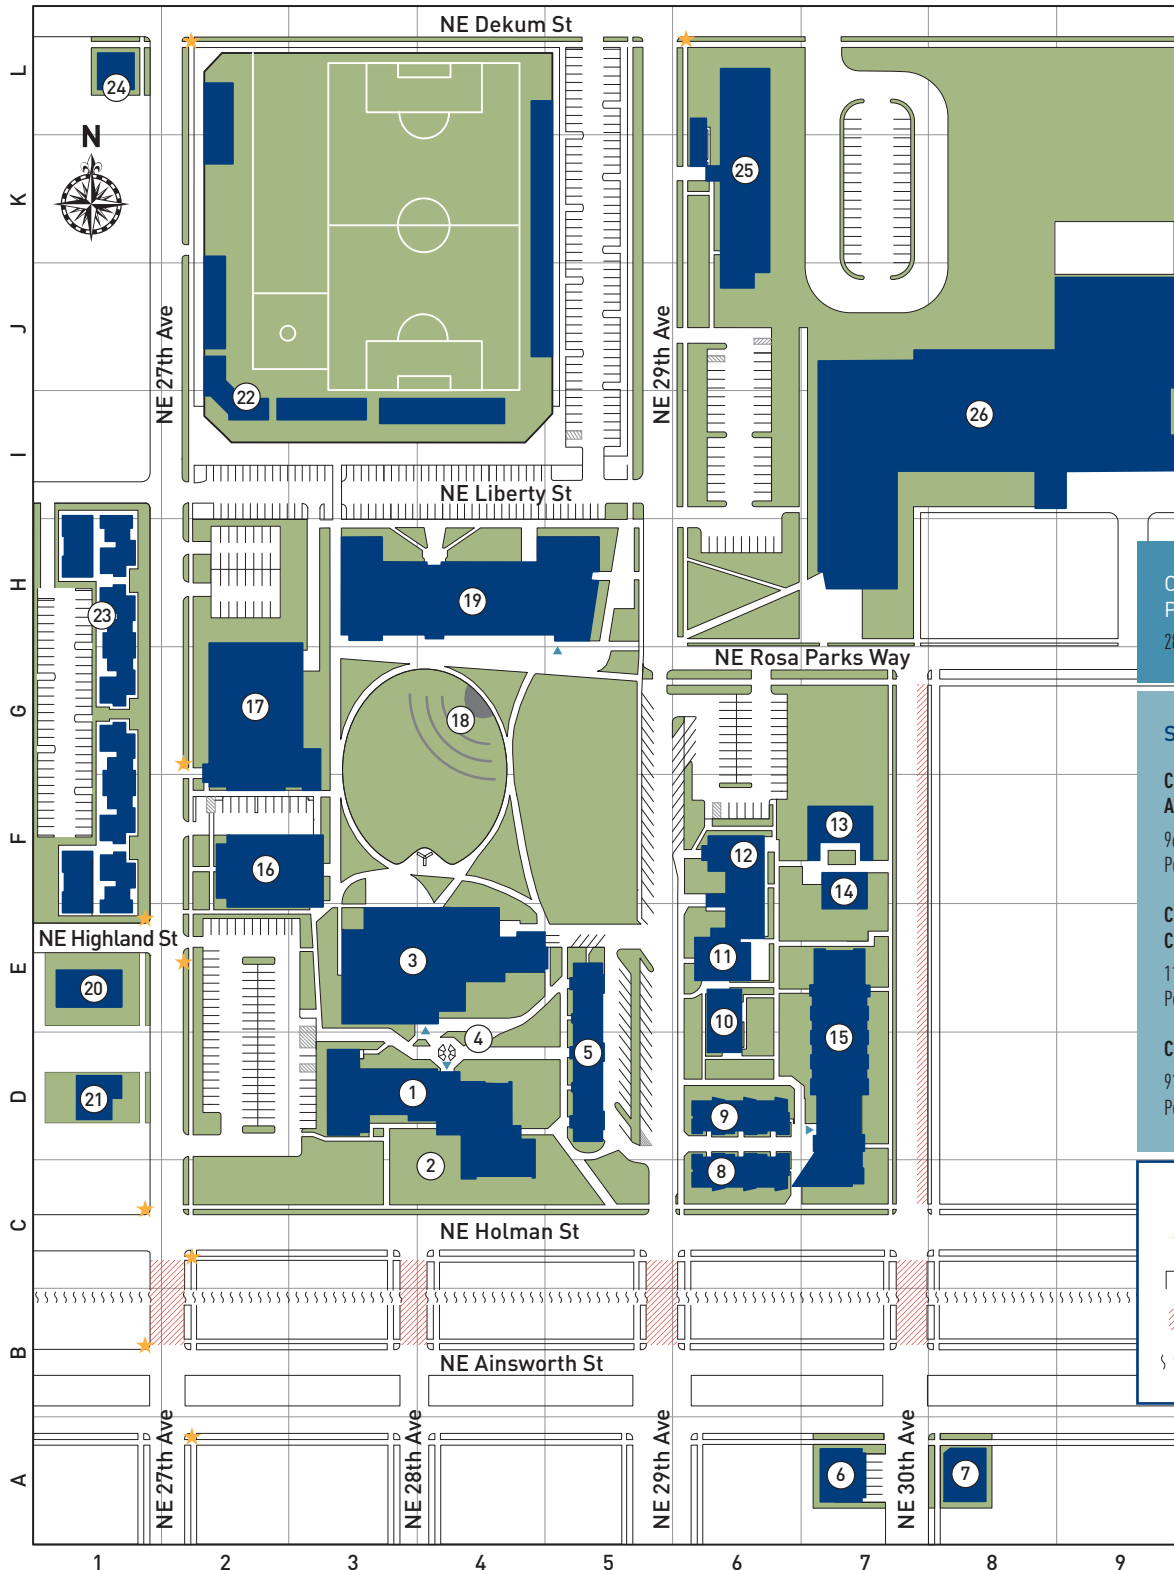 NE Dekum St
L
24
N
K
25
J
NE 27th Ave
NE 29th Ave
22
26
I
NE Liberty St
H
23
19
NE Rosa Parks Way
G
17
18
F
13
12
16
14
NE Highland St
E
3
11
20
10
4
15
5
D
21
1
9
2
8
C
NE Holman St
B
NE Ainsworth St
NE 27th Ave
NE 28th Ave
NE 29th Ave
NE 30th Ave
A
6
7
1 2 3 4 5 6 7 8 9